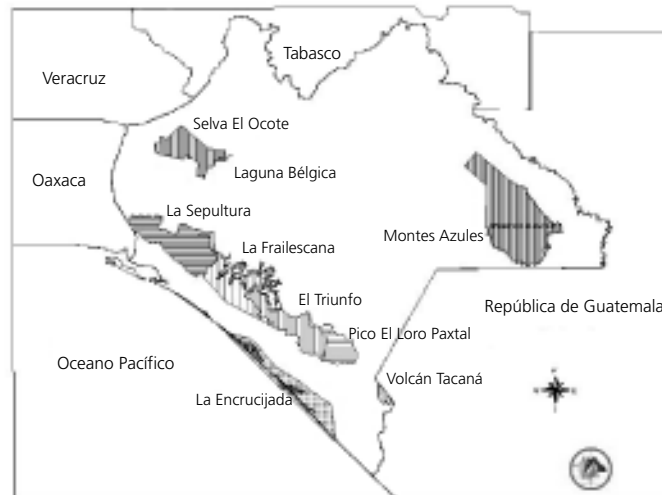 Tabasco
Veracruz
Selva El Ocote
Laguna Bélgica
Oaxaca
La Sepultura
La Frailescana
Montes Azules
El Triunfo
República de Guatemala
Pico El Loro Paxtal
Oceano Pacífico
Volcán Tacaná
La Encrucijada